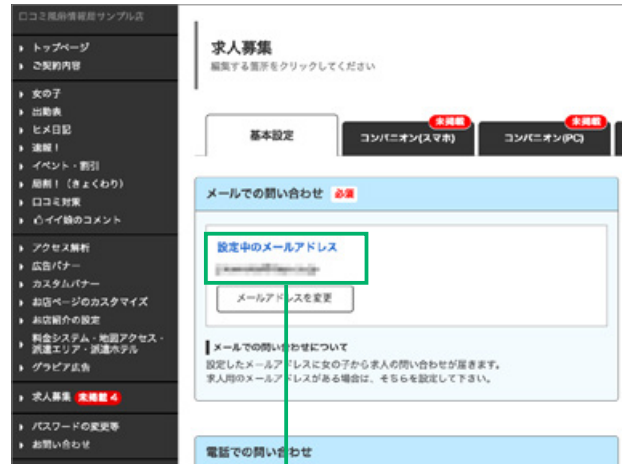 口コミ風俗情報局サンプル店
トップページ
ご契約内容
女の子
出勤表
ヒメ日記
速報！
イベント・割引
局割！（きょくわり）
口コミ対策
イイ娘のコメント
アクセス解析
広告バナー
カスタムバナー
お店ページのカスタマイズ
お店紹介の設定
料金システム・地図アクセス・
派遣エリア・派遣ホテル
グラビア広告
求人募集 未掲載 4
パスワードの変更等
お問い合わせ
求人募集
編集する箇所をクリックしてください
基本設定
未掲載
コンパニオン(スマホ)
未掲載
コンパニオン(PC)
メールでの問い合わせ 必須
設定中のメールアドレス
メールアドレスを変更
メールでの問い合わせについて
設定したメールアドレスに女の子から求人の問い合わせが届きます。
求人用のメールアドレスがある場合は、そちらを設定して下さい。
電話での問い合わせ